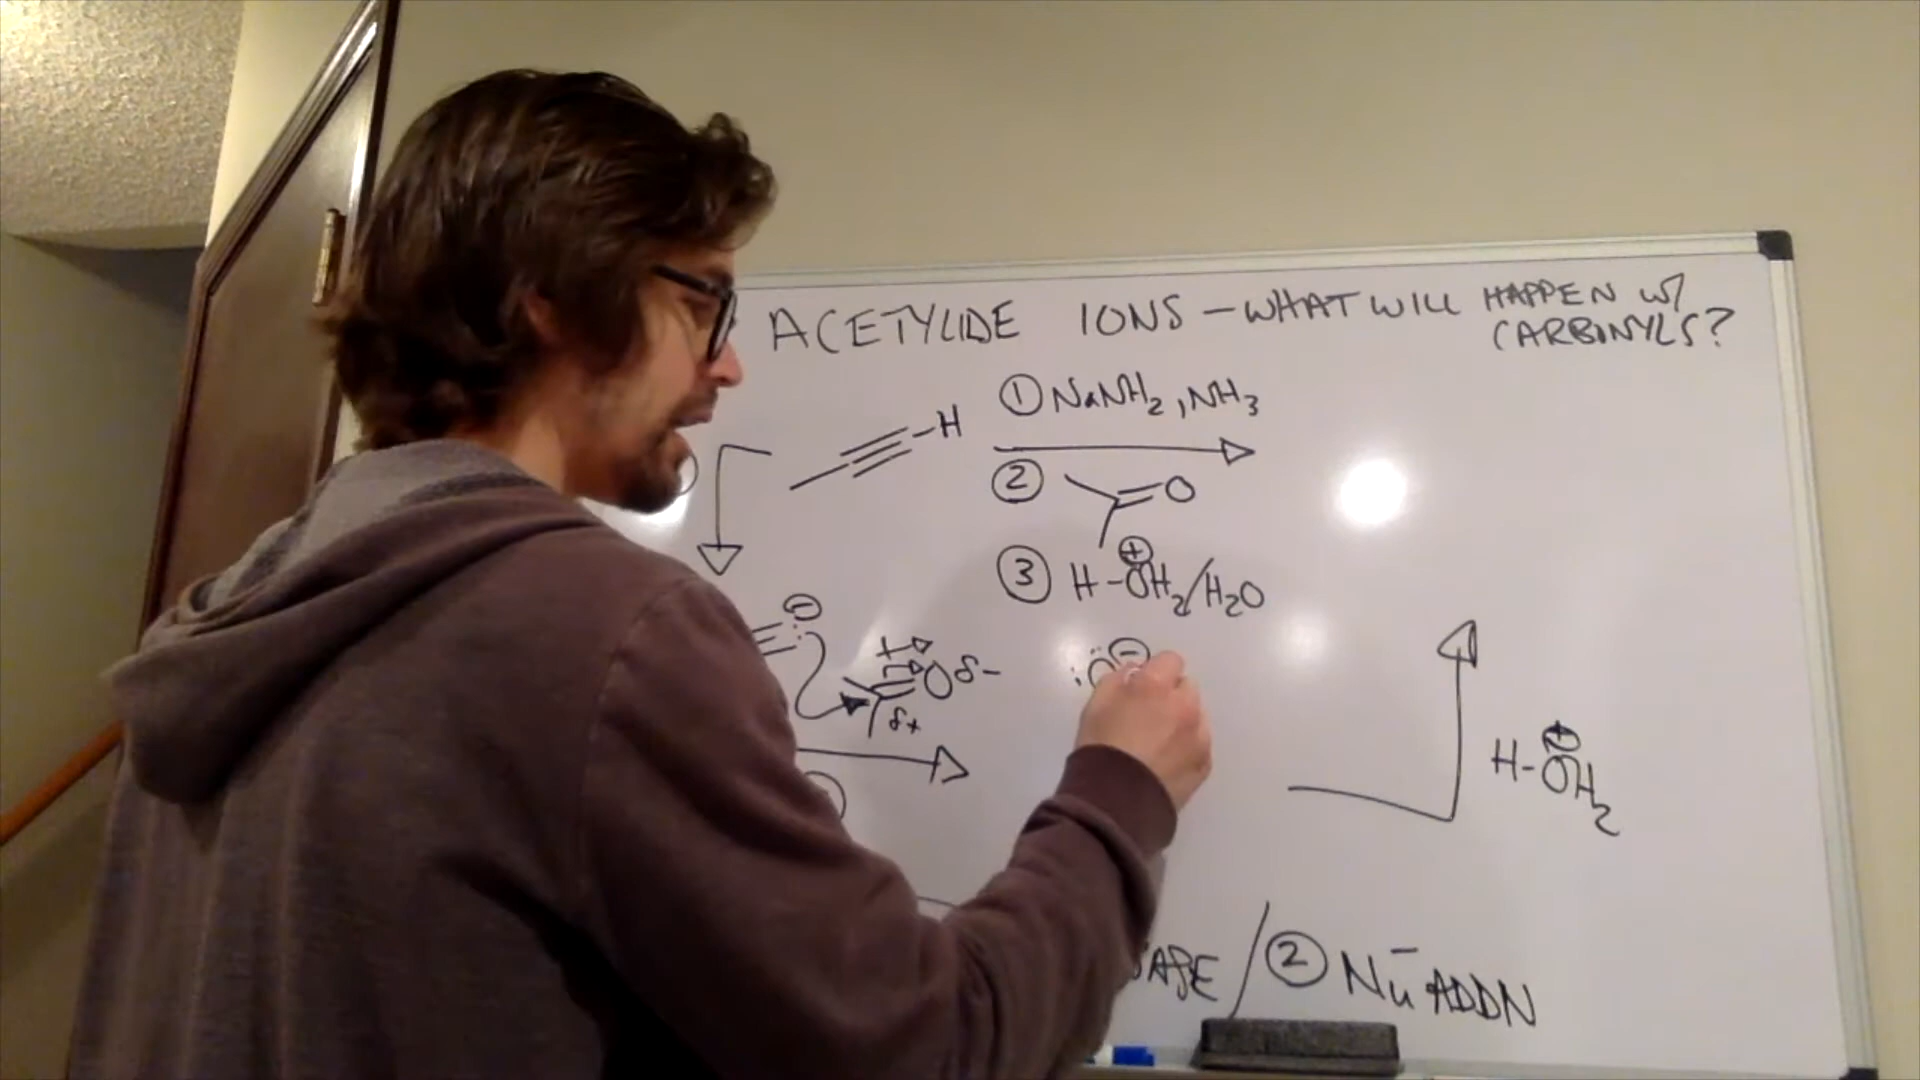 ACETYLIDE IONS – WHAT WILL HAPPEN W/
CARBONYLS?
① NaNH2, NH3
H
② O
③ H-OH2/H2O
⊕
⊖
O δ-
δ+
:Ö ⊖
H-OH2
⊕
/ ② Nu⁻ ADDN